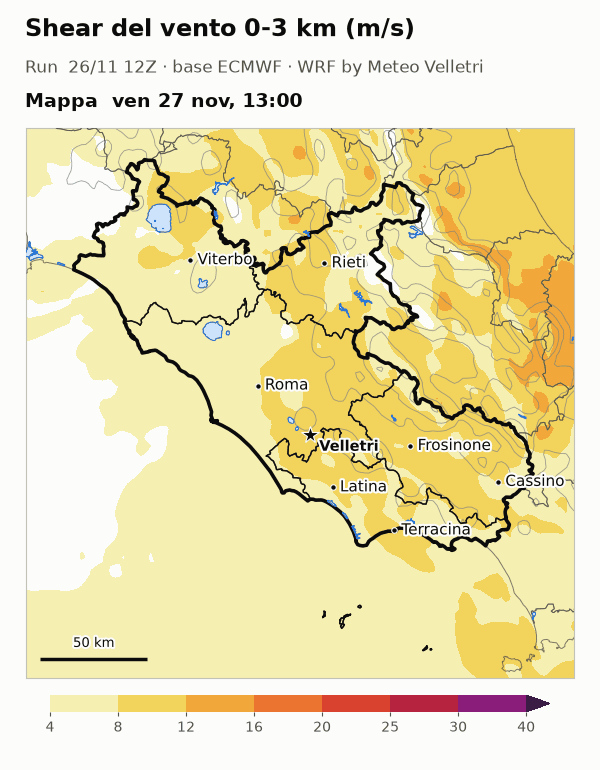 Shear del vento 0-3 km (m/s)
Run  26/11 12Z · base ECMWF · WRF by Meteo Velletri
Mappa  ven 27 nov, 13:00
Viterbo
Rieti
Roma
Velletri
Frosinone
Cassino
Latina
Terracina
50 km
4 8 12 16 20 25 30 40